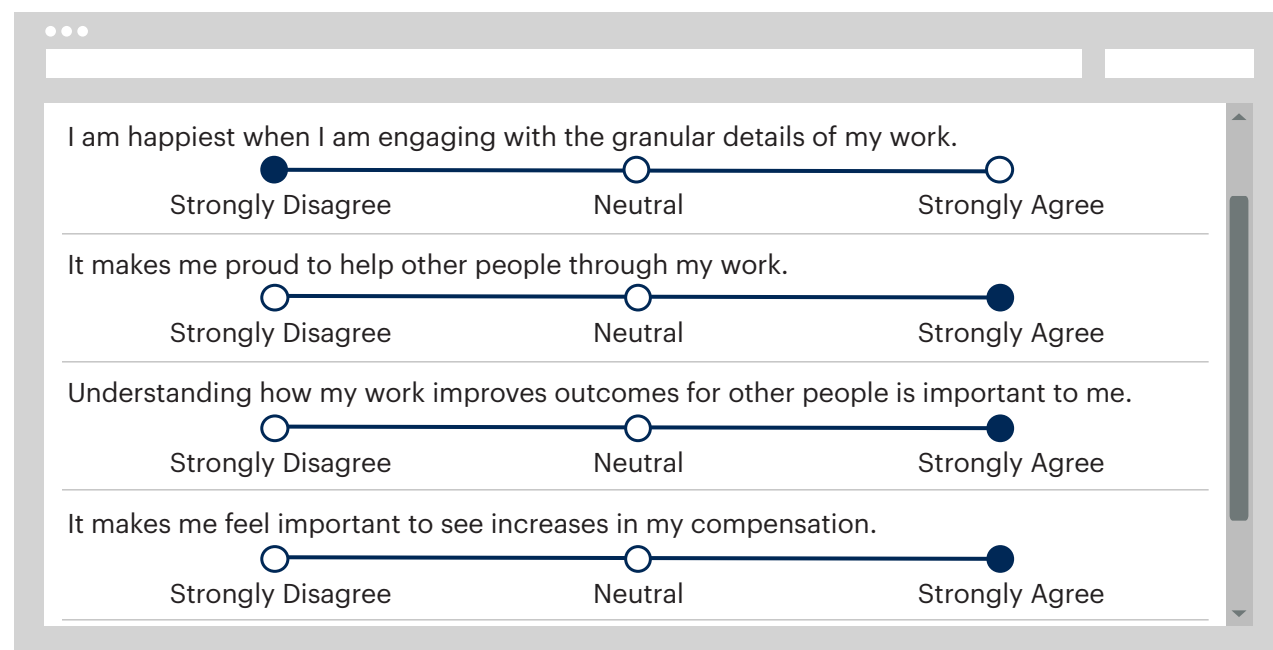 I am happiest when I am engaging with the granular details of my work.
Strongly Disagree Neutral Strongly Agree
It makes me proud to help other people through my work.
Strongly Disagree Neutral Strongly Agree
Understanding how my work improves outcomes for other people is important to me.
Strongly Disagree Neutral Strongly Agree
It makes me feel important to see increases in my compensation.
Strongly Disagree Neutral Strongly Agree